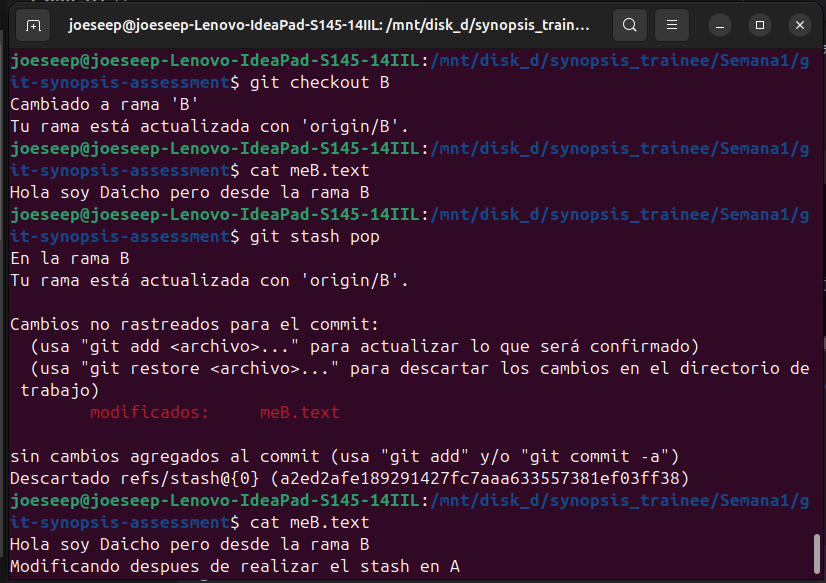 joeseep@joeseep-Lenovo-IdeaPad-S145-14IIL: /mnt/disk_d/synopsis_train...
joeseep@joeseep-Lenovo-IdeaPad-S145-14IIL:/mnt/disk_d/synopsis_trainee/Semana1/g
it-synopsis-assessment$ git checkout B
Cambiado a rama 'B'
Tu rama está actualizada con 'origin/B'.
joeseep@joeseep-Lenovo-IdeaPad-S145-14IIL:/mnt/disk_d/synopsis_trainee/Semana1/g
it-synopsis-assessment$ cat meB.text
Hola soy Daicho pero desde la rama B
joeseep@joeseep-Lenovo-IdeaPad-S145-14IIL:/mnt/disk_d/synopsis_trainee/Semana1/g
it-synopsis-assessment$ git stash pop
En la rama B
Tu rama está actualizada con 'origin/B'.
Cambios no rastreados para el commit:
(usa "git add <archivo>..." para actualizar lo que será confirmado)
(usa "git restore <archivo>..." para descartar los cambios en el directorio de
trabajo)
modificados: meB.text
sin cambios agregados al commit (usa "git add" y/o "git commit -a")
Descartado refs/stash@{0} (a2ed2afe189291427fc7aaa633557381ef03ff38)
joeseep@joeseep-Lenovo-IdeaPad-S145-14IIL:/mnt/disk_d/synopsis_trainee/Semana1/g
it-synopsis-assessment$ cat meB.text
Hola soy Daicho pero desde la rama B
Modificando despues de realizar el stash en A